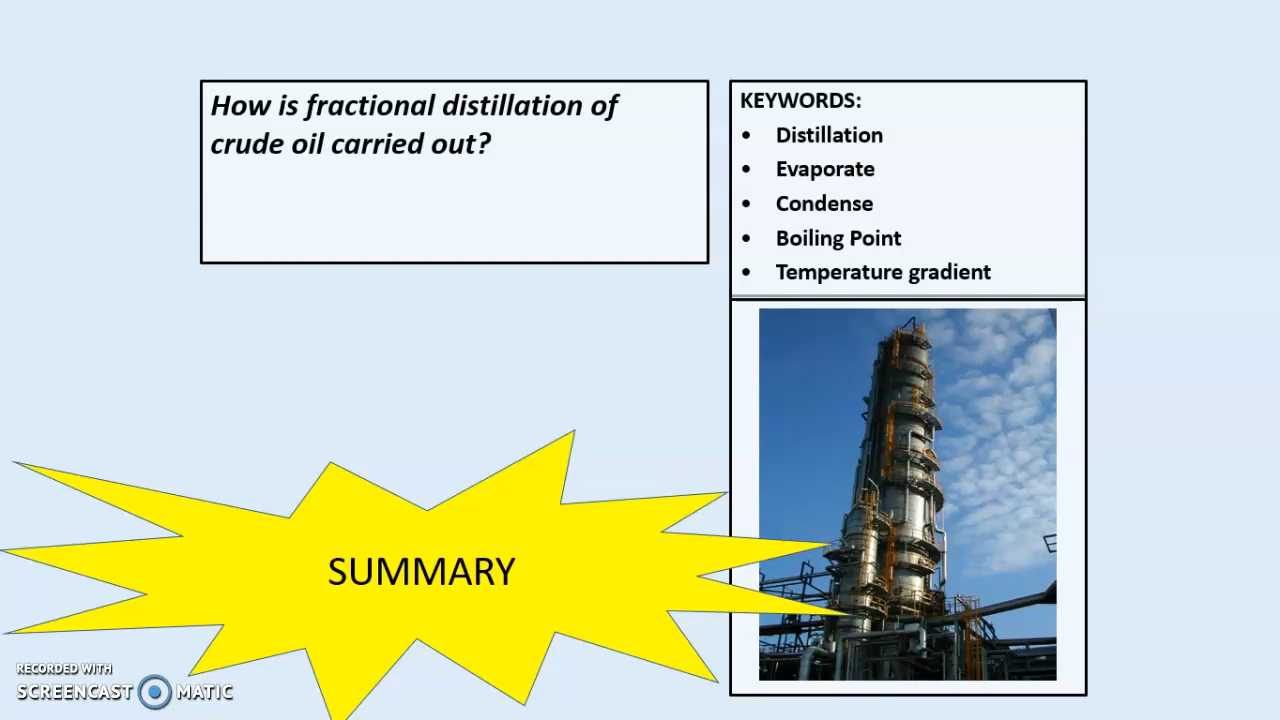 How is fractional distillation of
crude oil carried out?
KEYWORDS:
• Distillation
• Evaporate
• Condense
• Boiling Point
• Temperature gradient
SUMMARY
RECORDED WITH
SCREENCAST MATIC